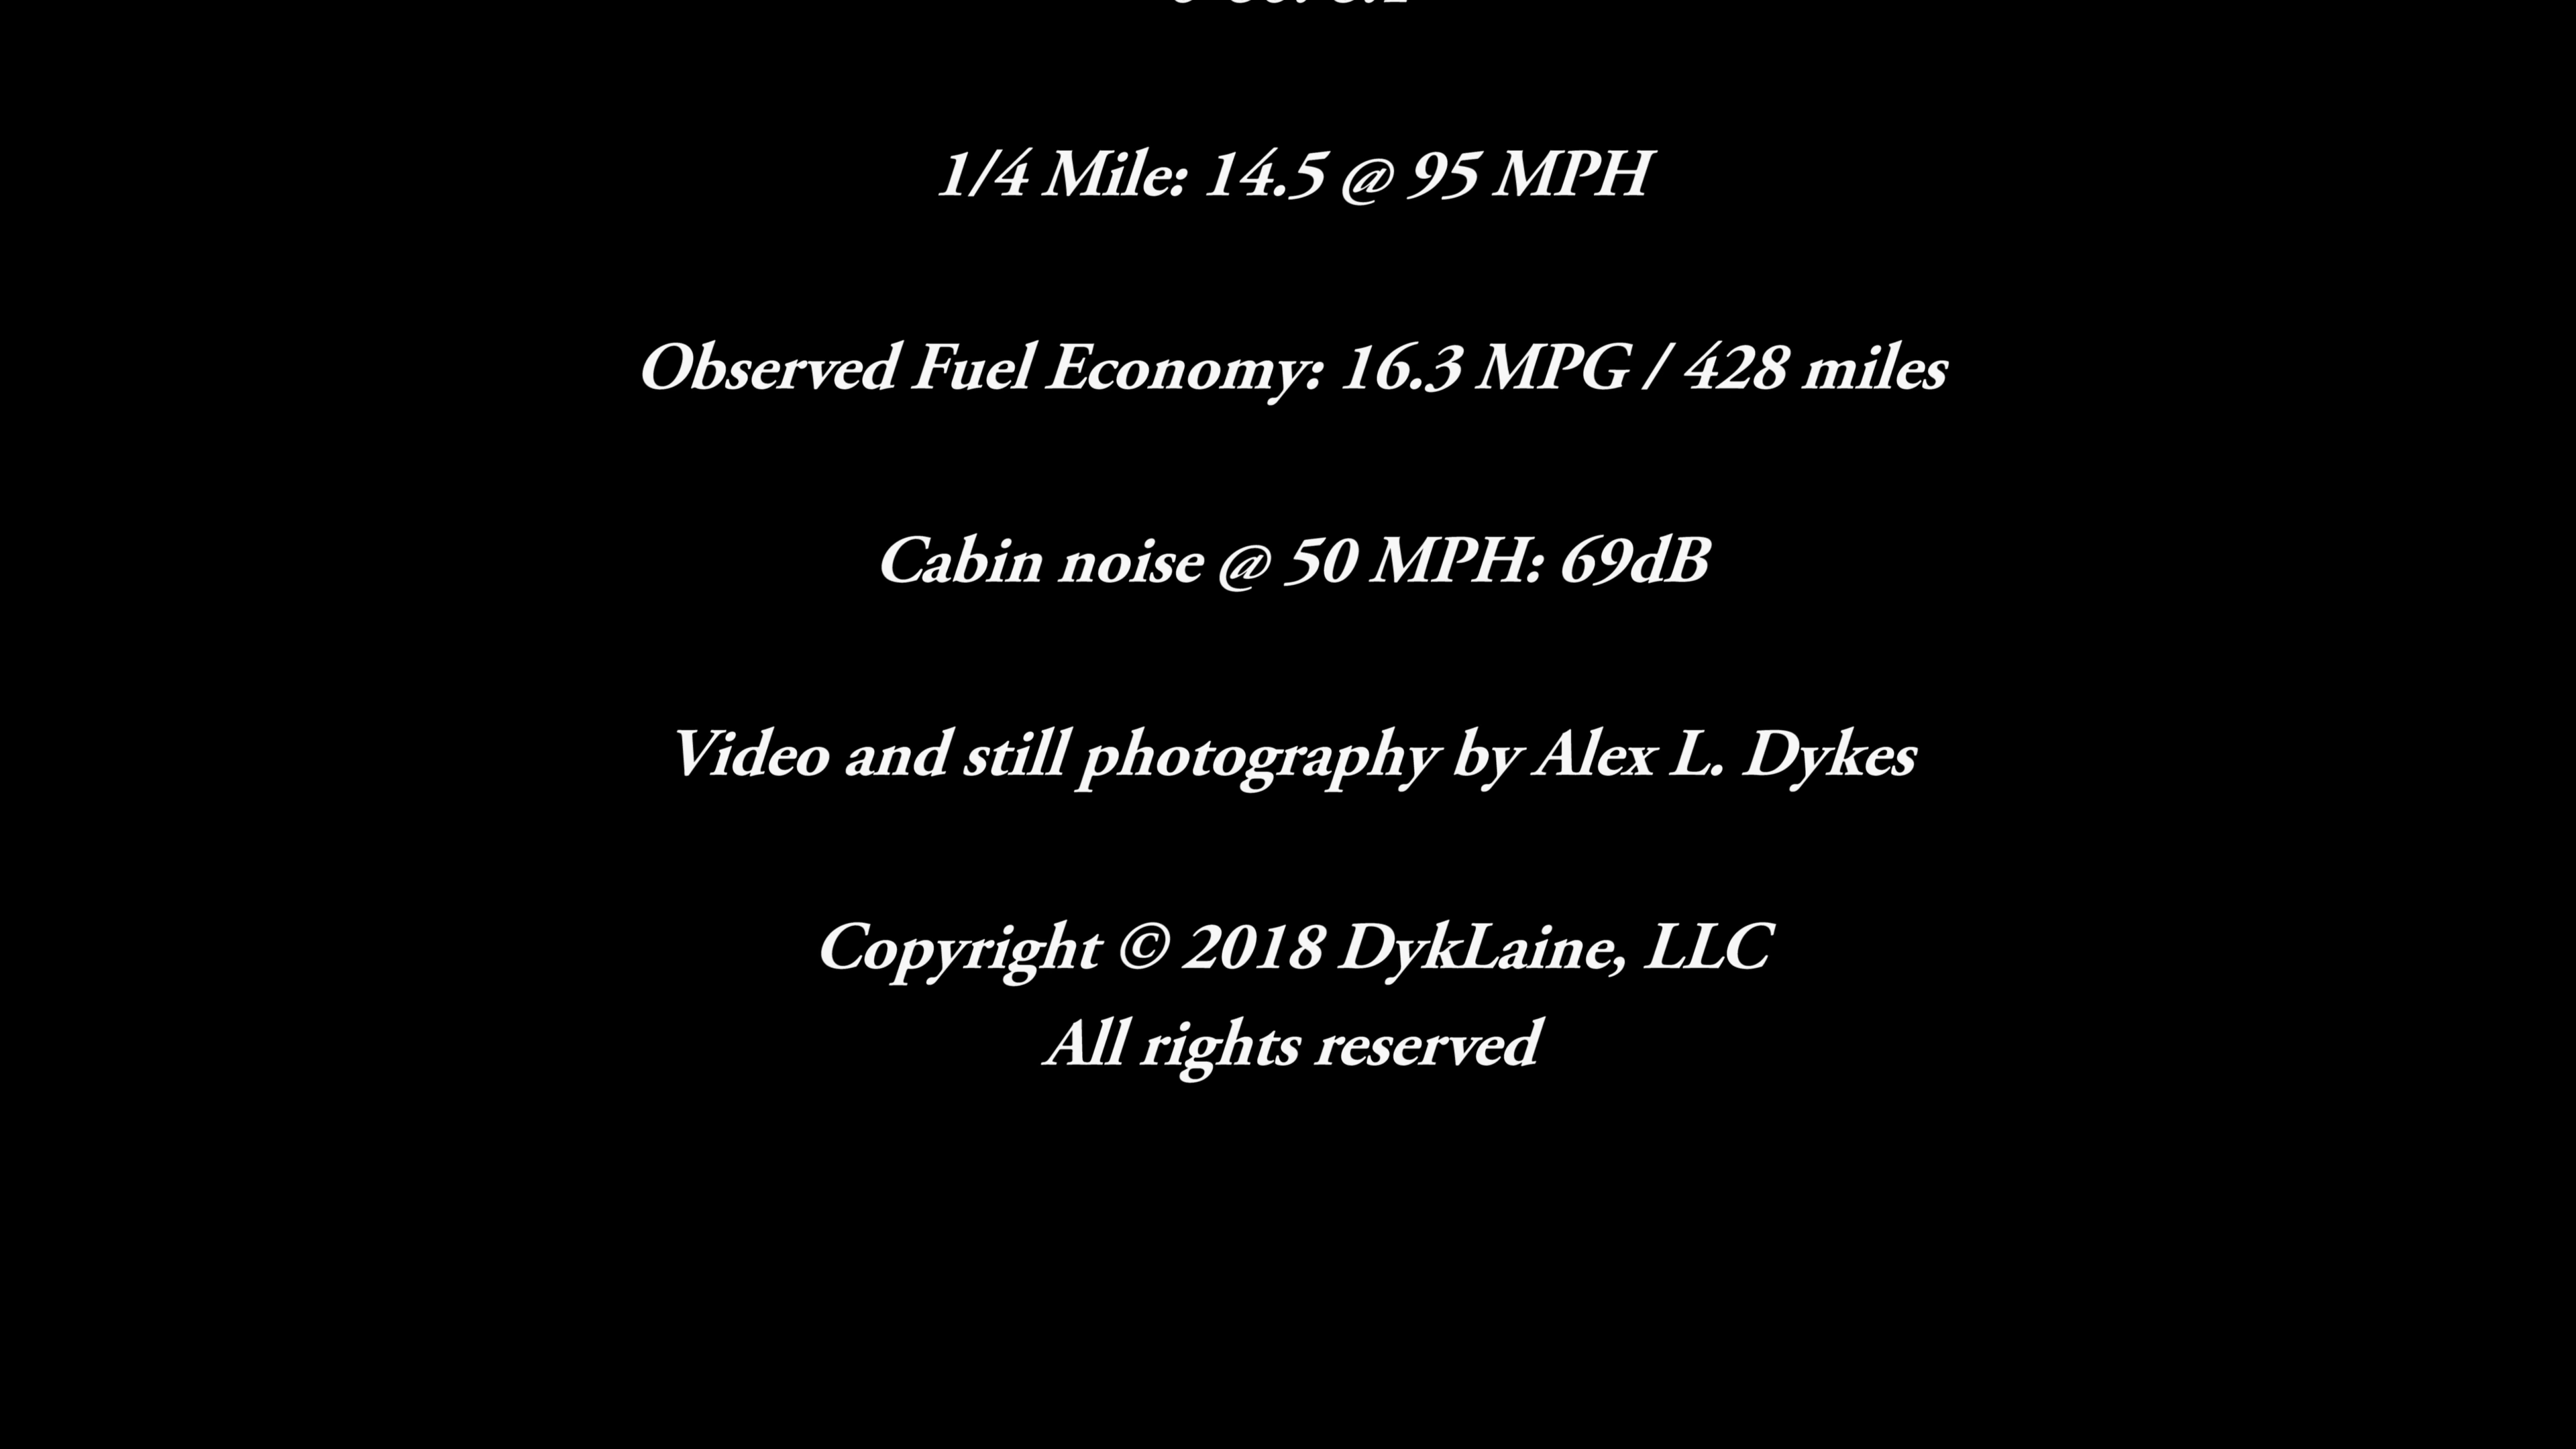 1/4 Mile: 14.5 @ 95 MPH
Observed Fuel Economy: 16.3 MPG / 428 miles
Cabin noise @ 50 MPH: 69dB
Video and still photography by Alex L. Dykes
Copyright © 2018 DykLaine, LLC
All rights reserved